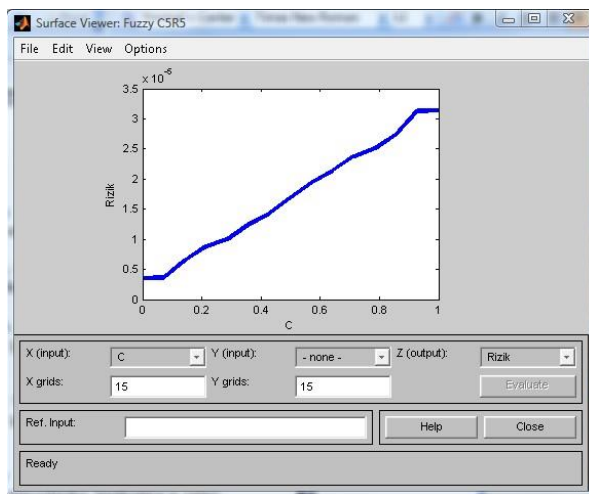 Surface Viewer: Fuzzy C5R5
File Edit View Options
x 10^-6
3.5
3
2.5
2
1.5
1
0.5
0
Rizik
0 0.2 0.4 0.6 0.8 1
C
X (input): C Y (input): - none - Z (output): Rizik
X grids: 15 Y grids: 15 Evaluate
Ref. Input: Help Close
Ready